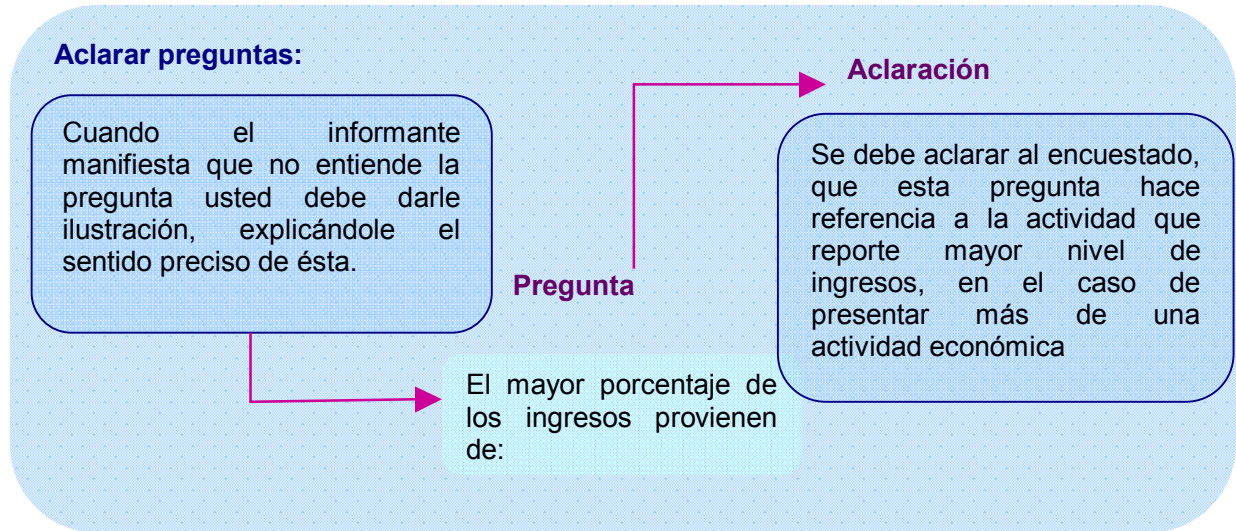 Aclarar preguntas:
Cuando el informante
manifiesta que no entiende la
pregunta usted debe darle
ilustración, explicándole el
sentido preciso de ésta.
Pregunta
El mayor porcentaje de
los ingresos provienen
de:
Aclaración
Se debe aclarar al encuestado,
que esta pregunta hace
referencia a la actividad que
reporte mayor nivel de
ingresos, en el caso de
presentar más de una
actividad económica